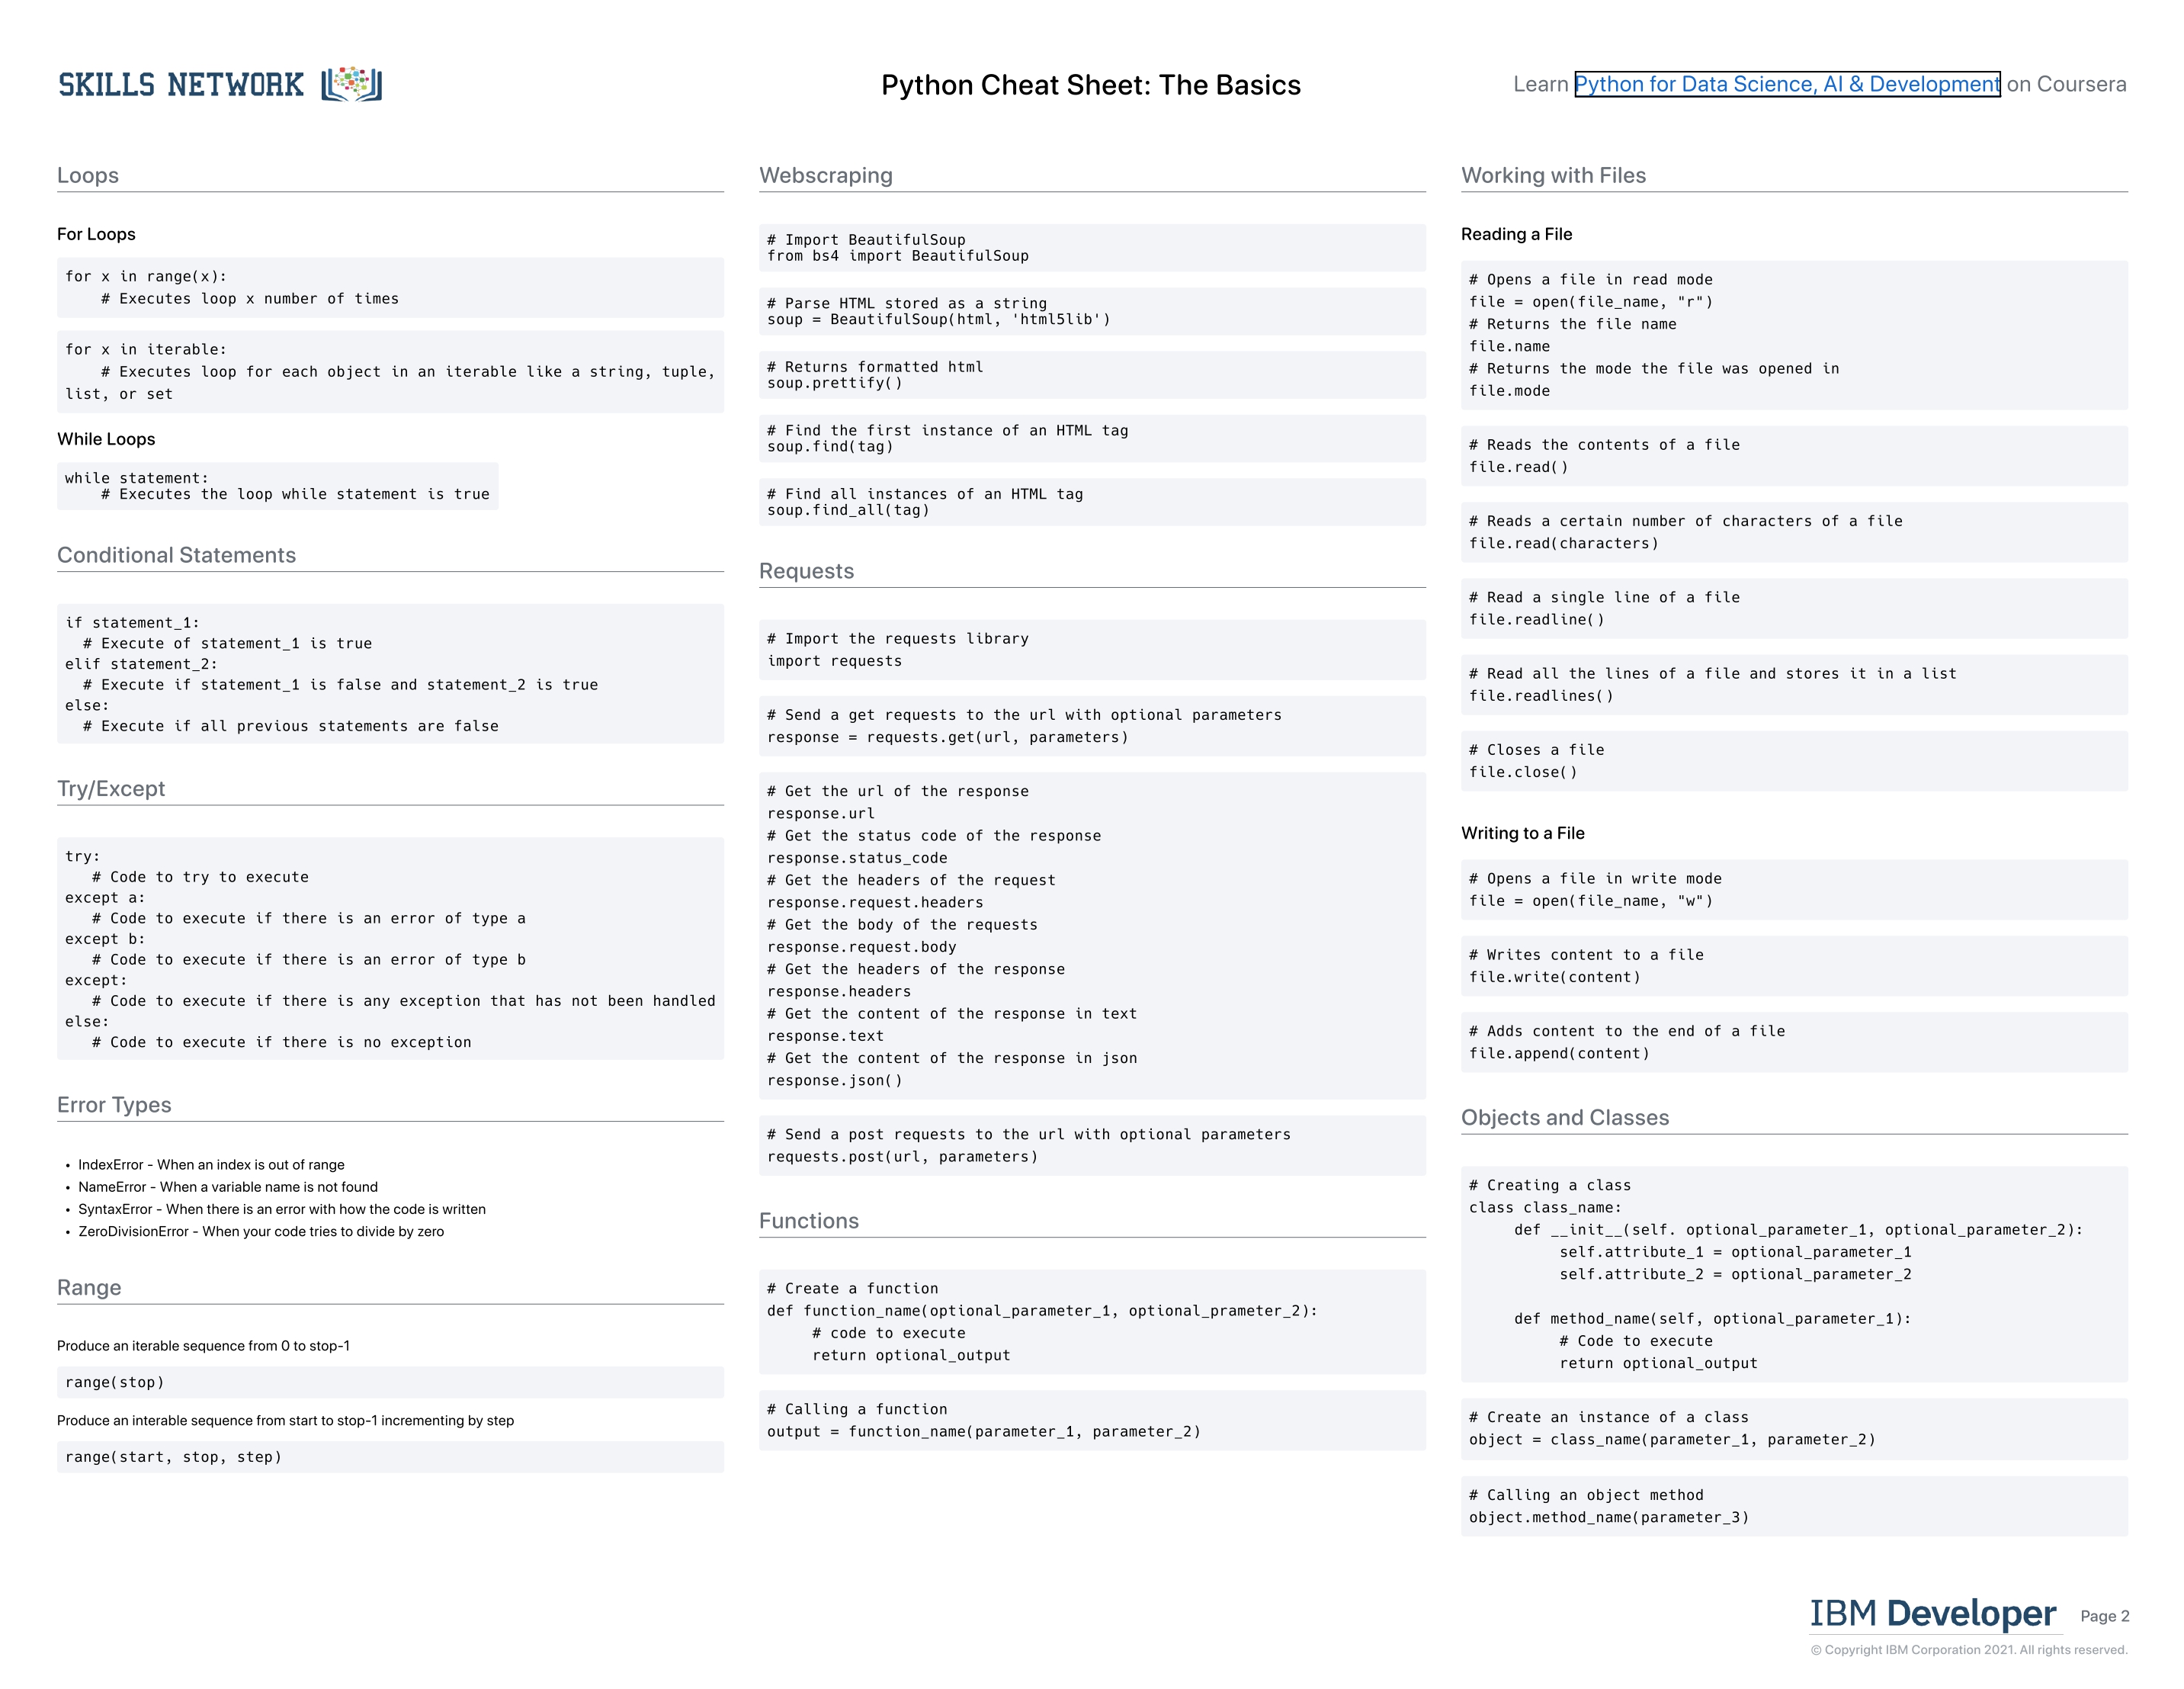 SKILLS NETWORK
Python Cheat Sheet: The Basics
Learn Python for Data Science, AI & Development on Coursera
Loops
For Loops
for x in range(x):
    # Executes loop x number of times
for x in iterable:
    # Executes loop for each object in an iterable like a string, tuple,
list, or set
While Loops
while statement:
    # Executes the loop while statement is true
Conditional Statements
if statement_1:
  # Execute of statement_1 is true
elif statement_2:
  # Execute if statement_1 is false and statement_2 is true
else:
  # Execute if all previous statements are false
Try/Except
try:
   # Code to try to execute
except a:
   # Code to execute if there is an error of type a
except b:
   # Code to execute if there is an error of type b
except:
   # Code to execute if there is any exception that has not been handled
else:
   # Code to execute if there is no exception
Error Types
• IndexError - When an index is out of range
• NameError - When a variable name is not found
• SyntaxError - When there is an error with how the code is written
• ZeroDivisionError - When your code tries to divide by zero
Range
Produce an iterable sequence from 0 to stop-1
range(stop)
Produce an interable sequence from start to stop-1 incrementing by step
range(start, stop, step)
Webscraping
# Import BeautifulSoup
from bs4 import BeautifulSoup
# Parse HTML stored as a string
soup = BeautifulSoup(html, 'html5lib')
# Returns formatted html
soup.prettify()
# Find the first instance of an HTML tag
soup.find(tag)
# Find all instances of an HTML tag
soup.find_all(tag)
Requests
# Import the requests library
import requests
# Send a get requests to the url with optional parameters
response = requests.get(url, parameters)
# Get the url of the response
response.url
# Get the status code of the response
response.status_code
# Get the headers of the request
response.request.headers
# Get the body of the requests
response.request.body
# Get the headers of the response
response.headers
# Get the content of the response in text
response.text
# Get the content of the response in json
response.json()
# Send a post requests to the url with optional parameters
requests.post(url, parameters)
Functions
# Create a function
def function_name(optional_parameter_1, optional_prameter_2):
     # code to execute
     return optional_output
# Calling a function
output = function_name(parameter_1, parameter_2)
Working with Files
Reading a File
# Opens a file in read mode
file = open(file_name, "r")
# Returns the file name
file.name
# Returns the mode the file was opened in
file.mode
# Reads the contents of a file
file.read()
# Reads a certain number of characters of a file
file.read(characters)
# Read a single line of a file
file.readline()
# Read all the lines of a file and stores it in a list
file.readlines()
# Closes a file
file.close()
Writing to a File
# Opens a file in write mode
file = open(file_name, "w")
# Writes content to a file
file.write(content)
# Adds content to the end of a file
file.append(content)
Objects and Classes
# Creating a class
class class_name:
     def __init__(self. optional_parameter_1, optional_parameter_2):
          self.attribute_1 = optional_parameter_1
          self.attribute_2 = optional_parameter_2
     def method_name(self, optional_parameter_1):
          # Code to execute
          return optional_output
# Create an instance of a class
object = class_name(parameter_1, parameter_2)
# Calling an object method
object.method_name(parameter_3)
IBM Developer
Page 2
© Copyright IBM Corporation 2021. All rights reserved.